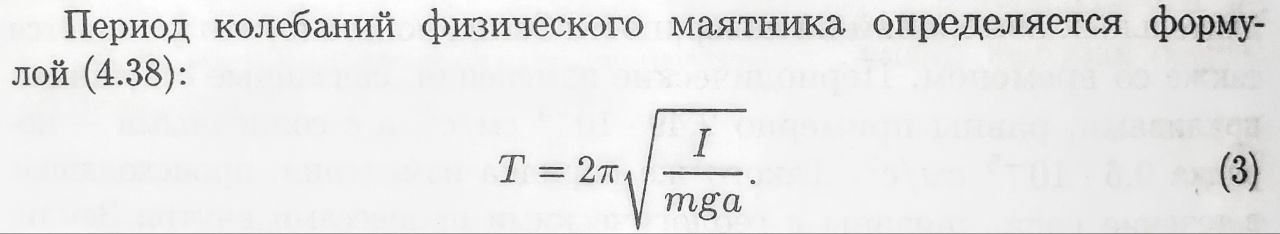 Период колебаний физического маятника определяется форму-
лой (4.38):
T = 2π√(I/mga). (3)